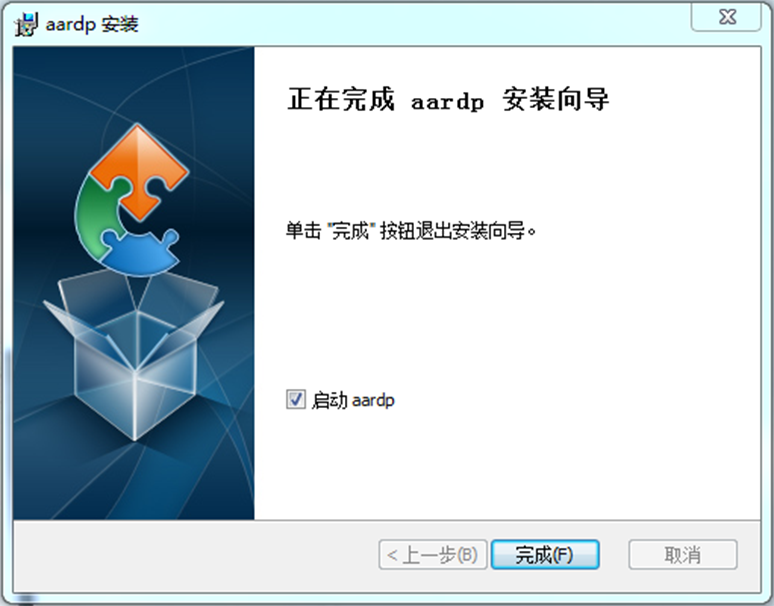 aardp 安装
正在完成 aardp 安装向导
单击 "完成" 按钮退出安装向导。
启动 aardp
< 上一步(B)
完成(F)
取消